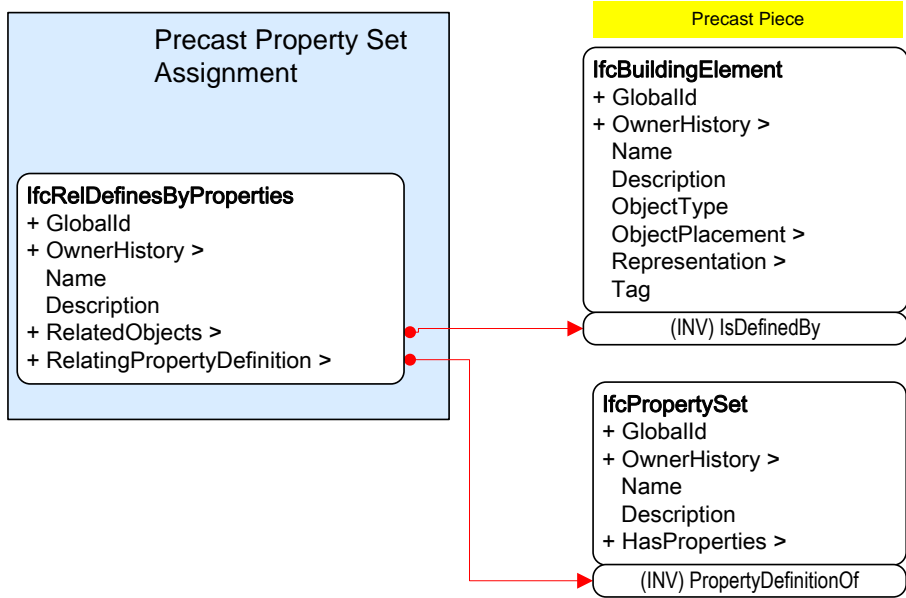 Precast Property Set
Assignment
IfcRelDefinesByProperties
+ GlobalId
+ OwnerHistory >
Name
Description
+ RelatedObjects >
+ RelatingPropertyDefinition >
Precast Piece
IfcBuildingElement
+ GlobalId
+ OwnerHistory >
Name
Description
ObjectType
ObjectPlacement >
Representation >
Tag
(INV) IsDefinedBy
IfcPropertySet
+ GlobalId
+ OwnerHistory >
Name
Description
+ HasProperties >
(INV) PropertyDefinitionOf